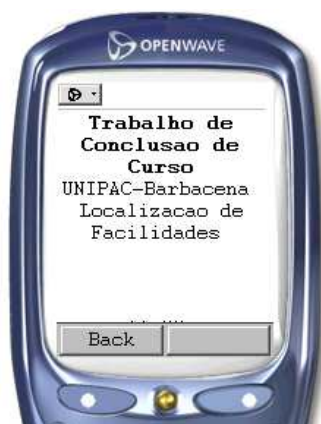 OPENWAVE
Trabalho de
Conclusao de
Curso
UNIPAC-Barbacena
Localizacao de
Facilidades
Back